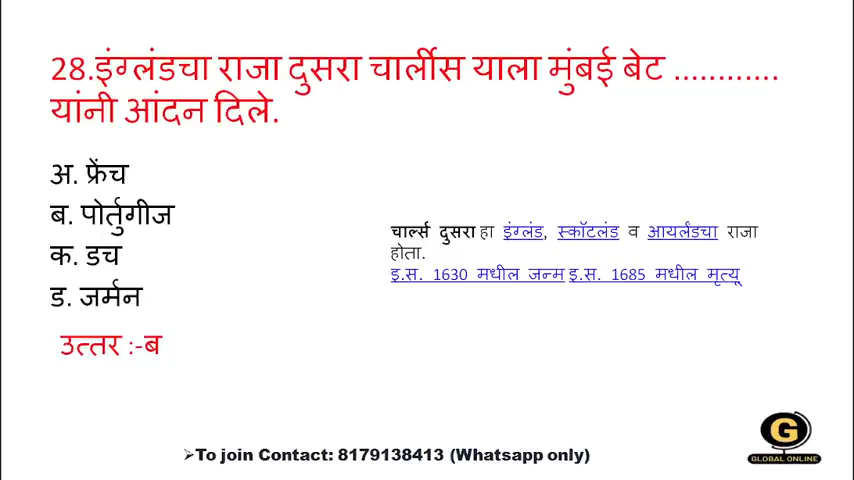 28.इंग्लंडचा राजा दुसरा चार्लीस याला मुंबई बेट ............
यांनी आंदन दिले.
अ. फ्रेंच
ब. पोर्तुगीज
क. डच
ड. जर्मन
उत्तर :-ब
चार्ल्स दुसरा हा इंग्लंड, स्कॉटलंड व आयर्लंडचा राजा
होता.
इ.स. 1630 मधील जन्म इ.स. 1685 मधील मृत्यू
➢To join Contact: 8179138413 (Whatsapp only)
G
GLOBAL ONLINE